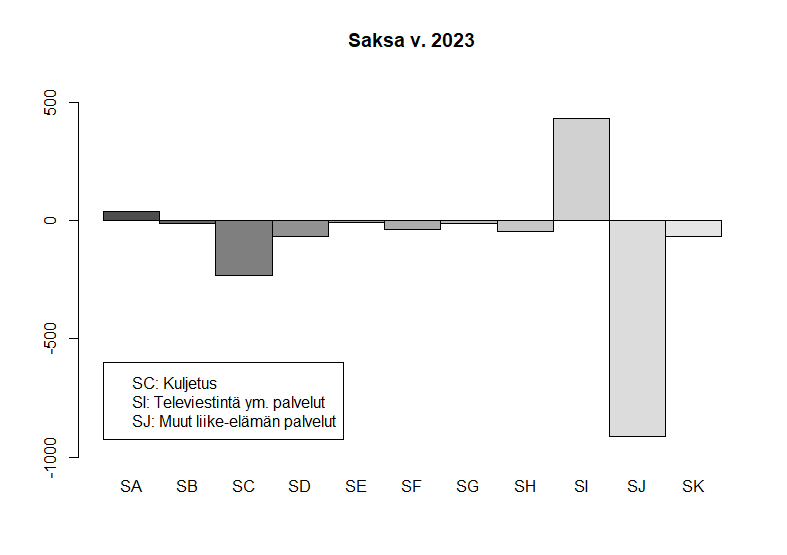 Saksa v. 2023
500
0
-500
-1000
SC: Kuljetus
SI: Televiestintä ym. palvelut
SJ: Muut liike-elämän palvelut
SA SB SC SD SE SF SG SH SI SJ SK